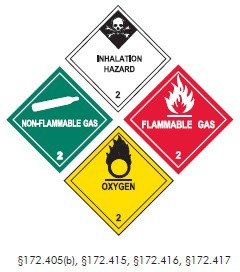 INHALATION
HAZARD
2
NON-FLAMMABLE GAS
2
FLAMMABLE GAS
2
OXYGEN
2
§172.405(b), §172.415, §172.416, §172.417